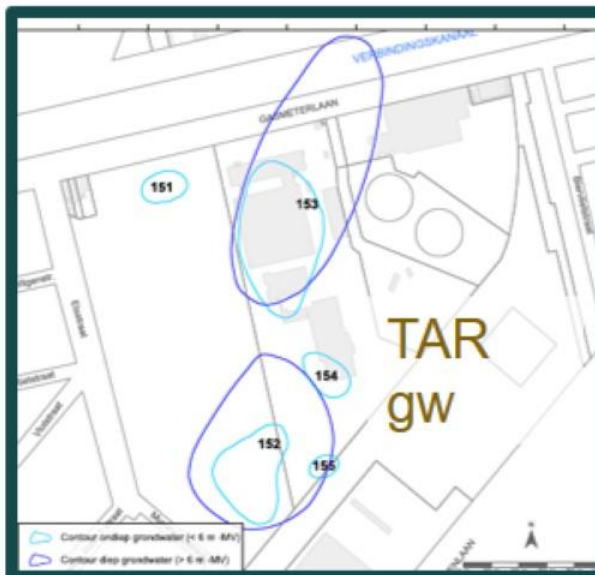 VERBINDINGSKANAAL
GASMETERLAAN
151
153
TAR
gw
154
152
155
Contour ondiep grondwater (< 6 m -MV)
Contour diep grondwater (> 6 m -MV)